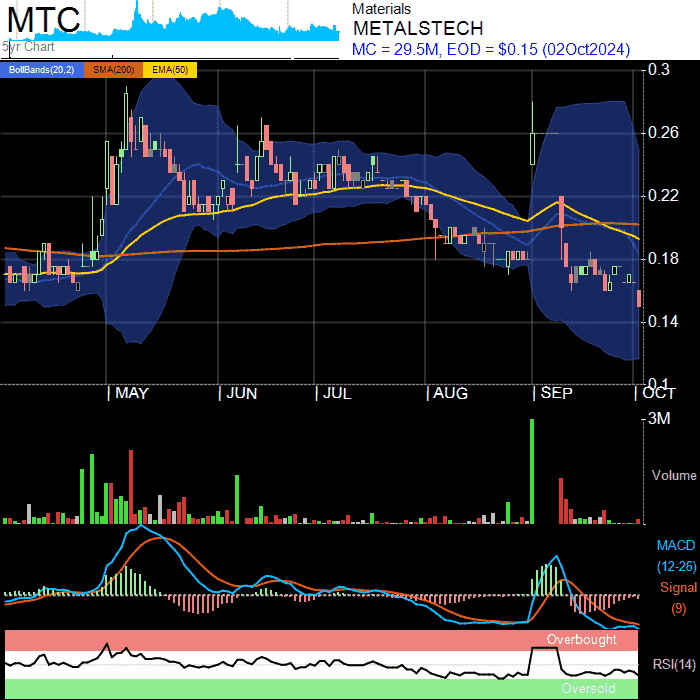 MTC
5yr Chart
Materials
METALSTECH
MC = 29.5M, EOD = $0.15 (02Oct2024)
BollBands(20,2) SMA(200) EMA(50)
0.3
0.26
0.22
0.18
0.14
0.1
MAY JUN JUL AUG SEP OCT
3M
Volume
MACD
(12-26)
Signal
(9)
Overbought
RSI(14)
Oversold